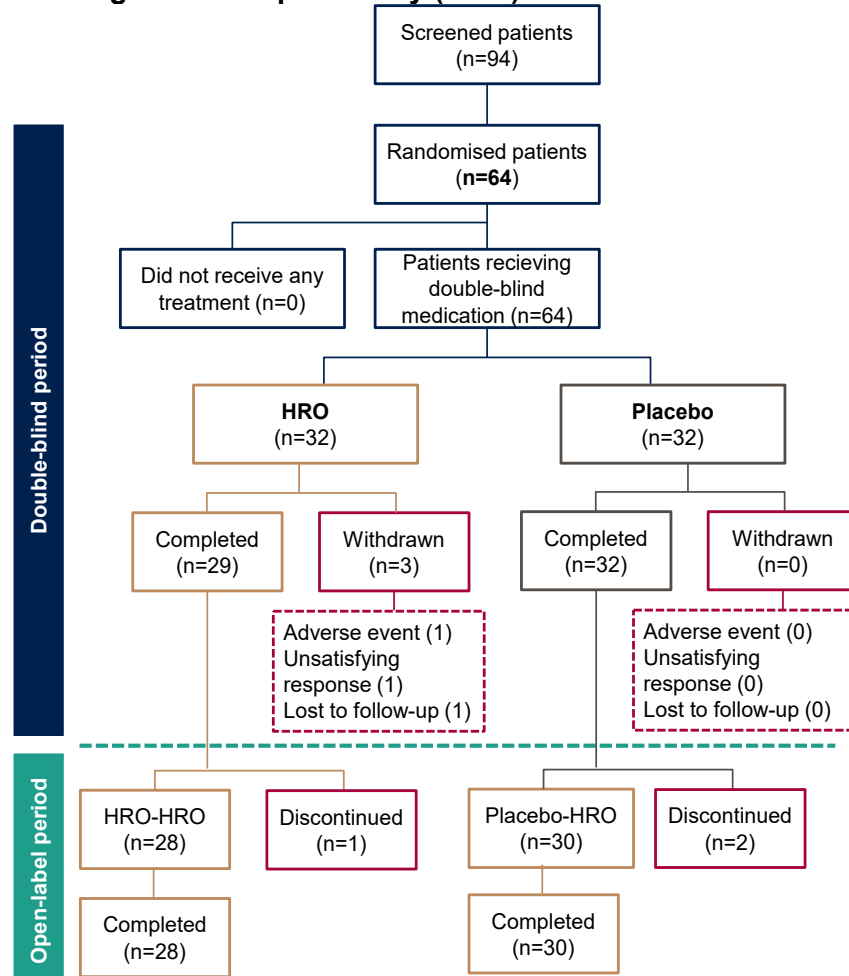 Screened patients
(n=94)
Randomised patients
(n=64)
Did not receive any
treatment (n=0)
Patients recieving
double-blind
medication (n=64)
Double-blind period
HRO
(n=32)
Placebo
(n=32)
Completed
(n=29)
Withdrawn
(n=3)
Completed
(n=32)
Withdrawn
(n=0)
Adverse event (1)
Unsatisfying
response (1)
Lost to follow-up (1)
Adverse event (0)
Unsatisfying
response (0)
Lost to follow-up (0)
Open-label period
HRO-HRO
(n=28)
Discontinued
(n=1)
Placebo-HRO
(n=30)
Discontinued
(n=2)
Completed
(n=28)
Completed
(n=30)